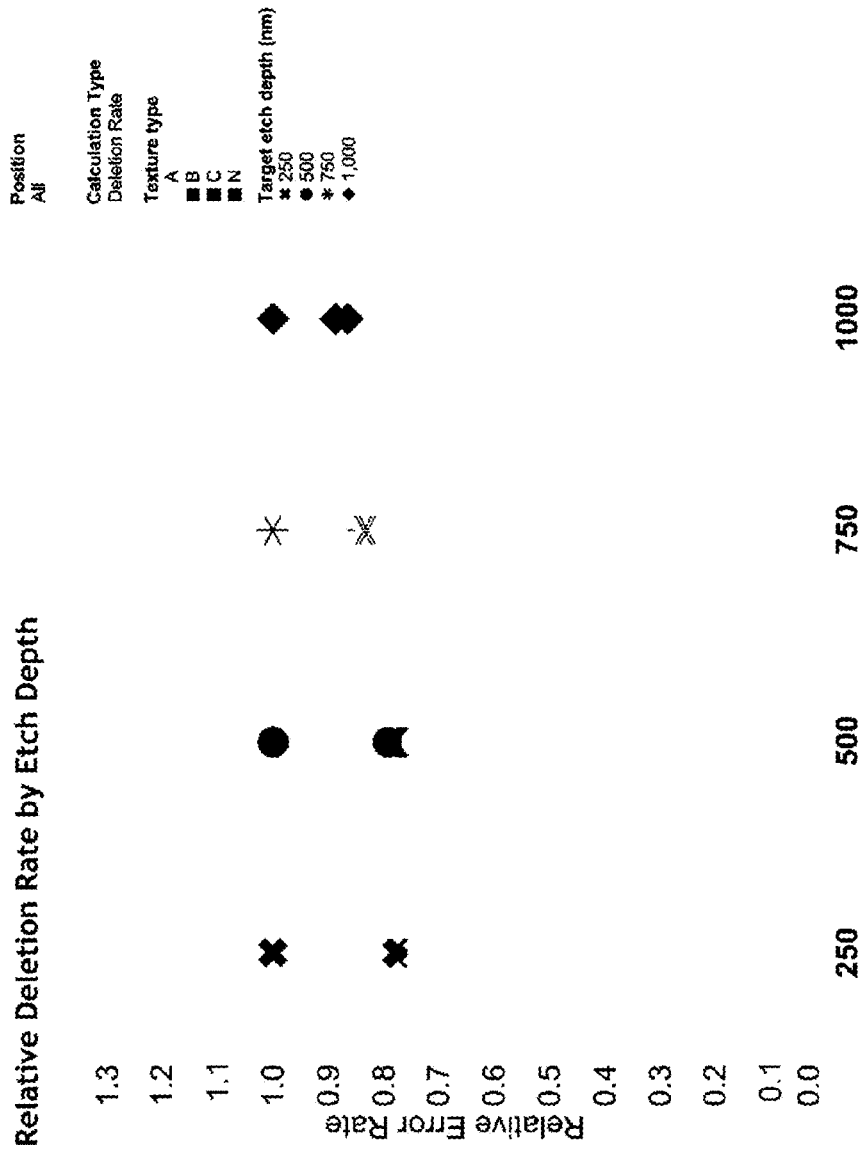 Relative Deletion Rate by Etch Depth
Position
All
Calculation Type
Deletion Rate
Texture type
A
B
C
N
Target etch depth (nm)
250
500
750
1,000
Relative Error Rate
1.3
1.2
1.1
1.0
0.9
0.8
0.7
0.6
0.5
0.4
0.3
0.2
0.1
0.0
250
500
750
1000